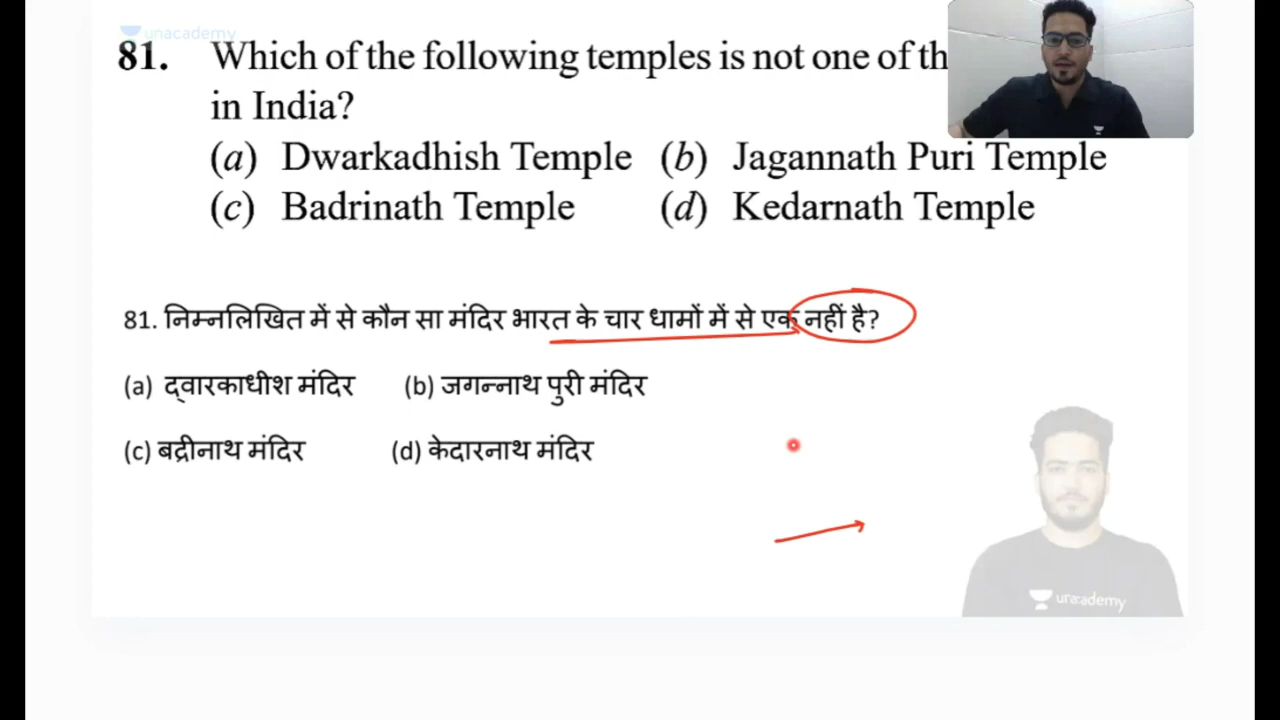 unacademy
81. Which of the following temples is not one of th
in India?
(a) Dwarkadhish Temple (b) Jagannath Puri Temple
(c) Badrinath Temple (d) Kedarnath Temple
81. निम्नलिखित में से कौन सा मंदिर भारत के चार धामों में से एक नहीं है?
(a) द्वारकाधीश मंदिर (b) जगन्नाथ पुरी मंदिर
(c) बद्रीनाथ मंदिर (d) केदारनाथ मंदिर
unacademy